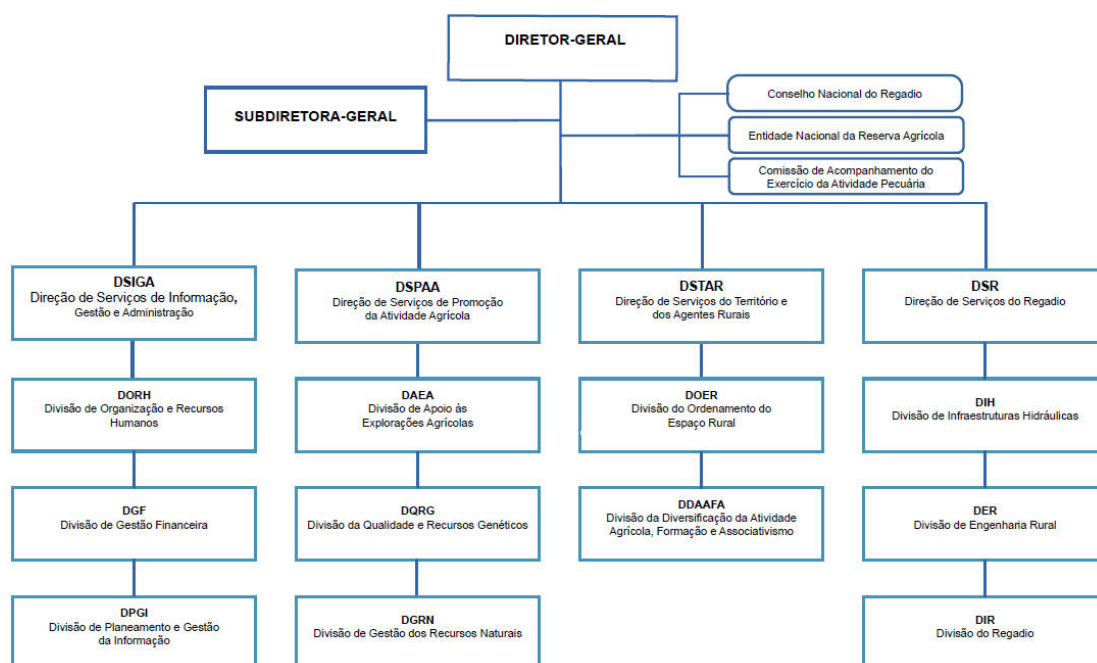 DIRETOR-GERAL
SUBDIRETORA-GERAL
Conselho Nacional do Regadio
Entidade Nacional da Reserva Agrícola
Comissão de Acompanhamento do
Exercício da Atividade Pecuária
DSIGA
Direção de Serviços de Informação,
Gestão e Administração
DSPAA
Direção de Serviços de Promoção
da Atividade Agrícola
DSTAR
Direção de Serviços do Território e
dos Agentes Rurais
DSR
Direção de Serviços do Regadio
DORH
Divisão de Organização e Recursos
Humanos
DAEA
Divisão de Apoio às
Explorações Agrícolas
DOER
Divisão do Ordenamento do
Espaço Rural
DIH
Divisão de Infraestruturas Hidráulicas
DGF
Divisão de Gestão Financeira
DQRG
Divisão da Qualidade e Recursos Genéticos
DDAAFA
Divisão da Diversificação da Atividade
Agrícola, Formação e Associativismo
DER
Divisão de Engenharia Rural
DPGI
Divisão de Planeamento e Gestão
da Informação
DGRN
Divisão de Gestão dos Recursos Naturais
DIR
Divisão do Regadio